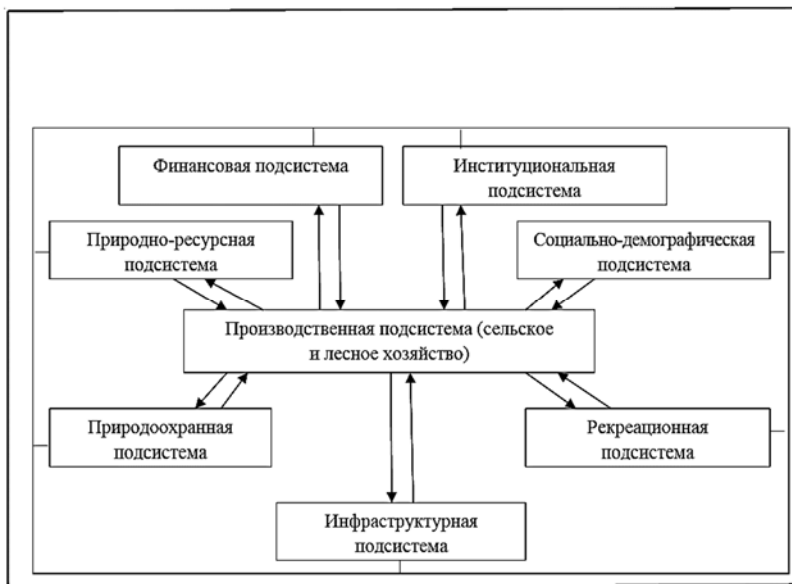 Финансовая подсистема
Институциональная
подсистема
Природно-ресурсная
подсистема
Социально-демографическая
подсистема
Производственная подсистема (сельское
и лесное хозяйство)
Природоохранная
подсистема
Рекреационная
подсистема
Инфраструктурная
подсистема